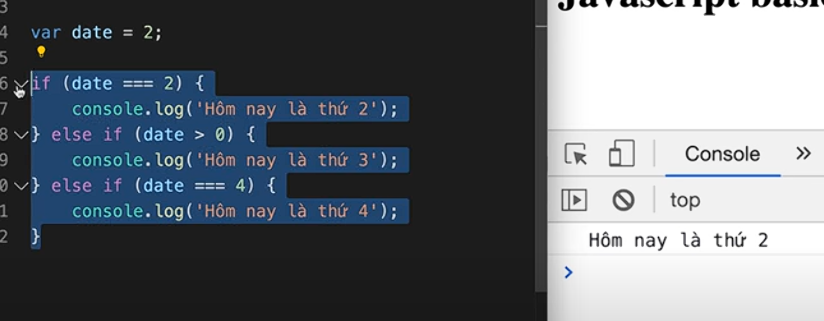 3
4 var date = 2;
5
6 if (date === 2) {
7 console.log('Hôm nay là thứ 2');
8 } else if (date > 0) {
9 console.log('Hôm nay là thứ 3');
0 } else if (date === 4) {
1 console.log('Hôm nay là thứ 4');
2 }
Javascript basi
Console »
top
Hôm nay là thứ 2